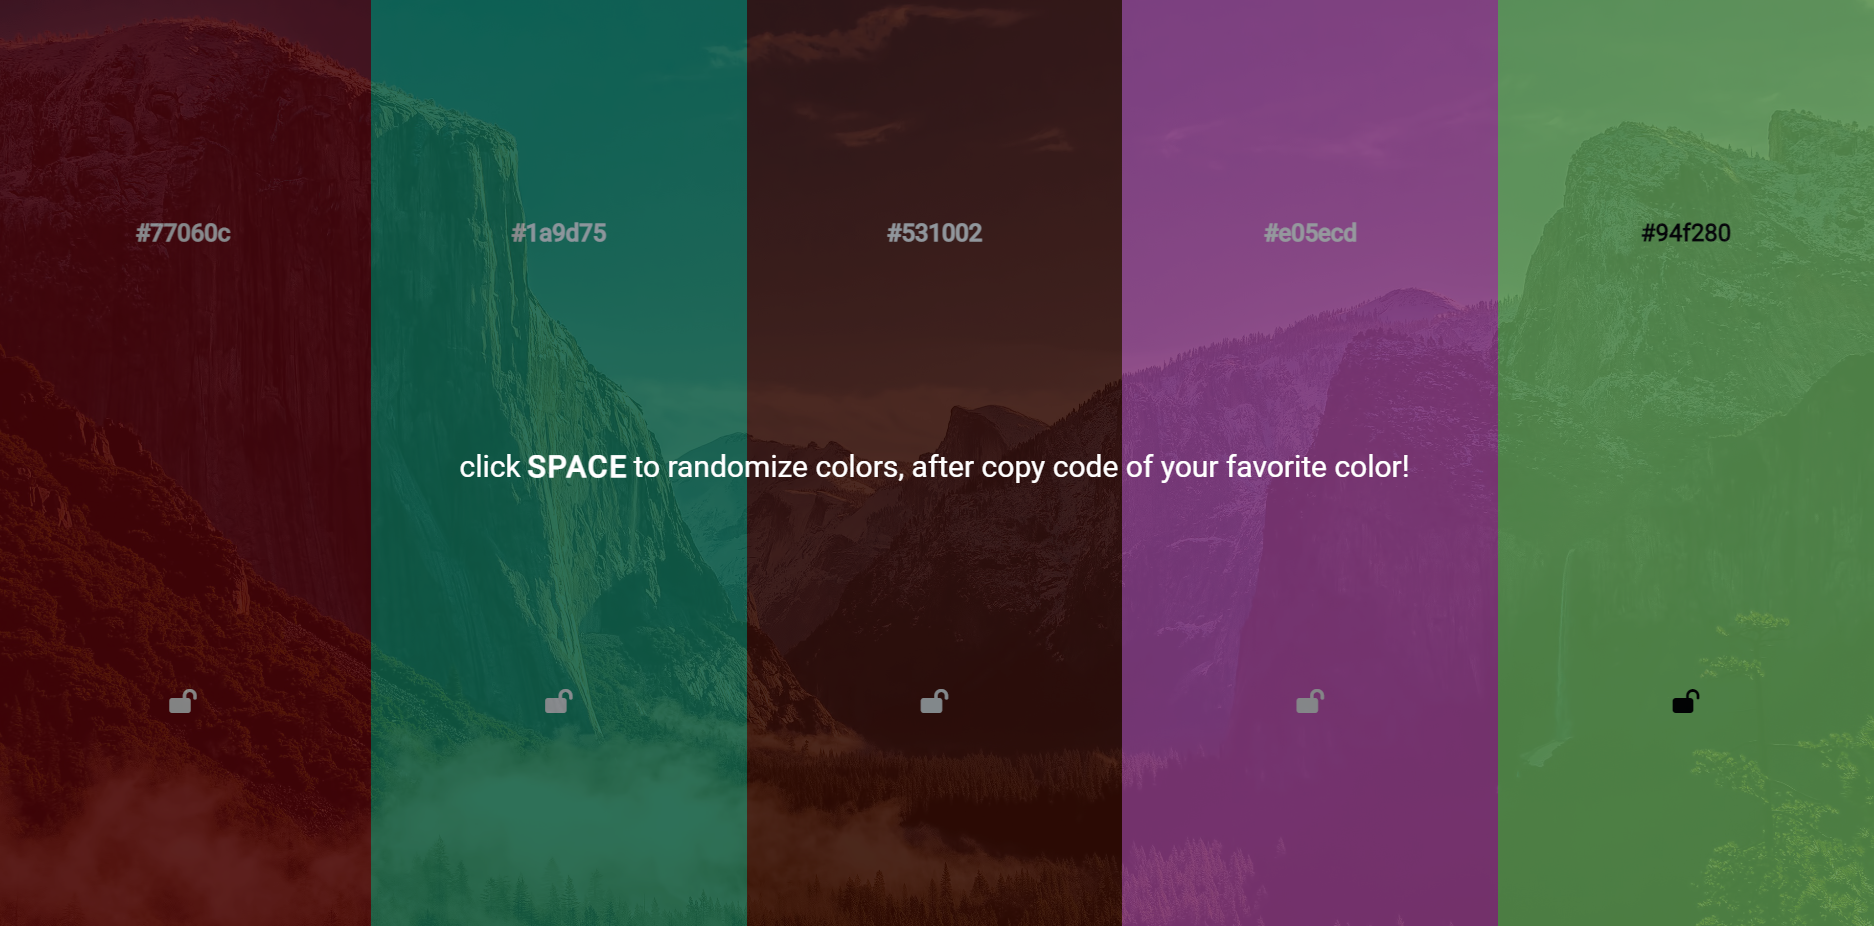 #77060c
#1a9d75
#531002
#e05ecd
#94f280
click SPACE to randomize colors, after copy code of your favorite color!